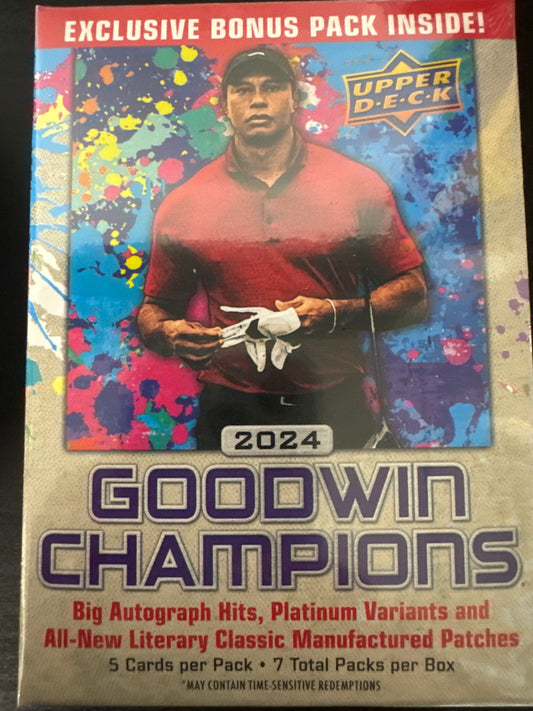 EXCLUSIVE BONUS PACK INSIDE!
UPPER
D·E·C·K
2024
GOODWIN
CHAMPIONS
Big Autograph Hits, Platinum Variants and
All-New Literary Classic Manufactured Patches
5 Cards per Pack • 7 Total Packs per Box
*MAY CONTAIN TIME-SENSITIVE REDEMPTIONS